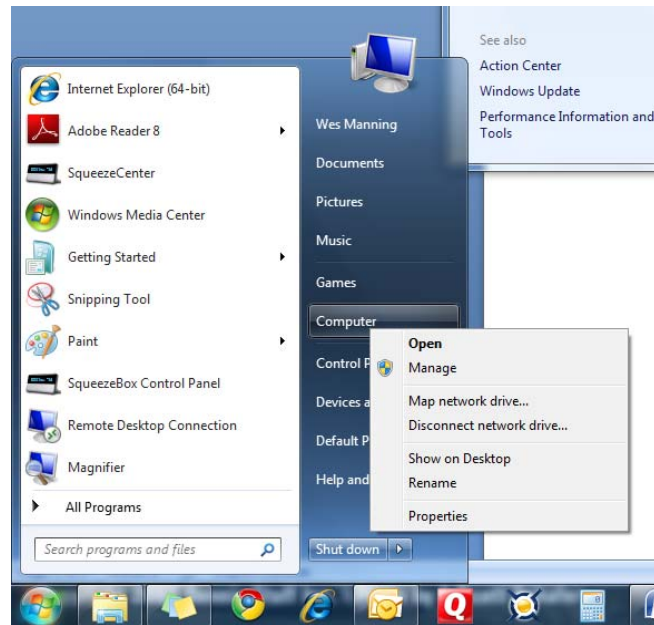 See also
Action Center
Windows Update
Performance Information and
Tools
Internet Explorer (64-bit)
Adobe Reader 8
SqueezeCenter
Windows Media Center
Getting Started
Snipping Tool
Paint
SqueezeBox Control Panel
Remote Desktop Connection
Magnifier
All Programs
Search programs and files
Wes Manning
Documents
Pictures
Music
Games
Computer
Control P
Devices a
Default P
Help and
Shut down
Open
Manage
Map network drive...
Disconnect network drive...
Show on Desktop
Rename
Properties
Q